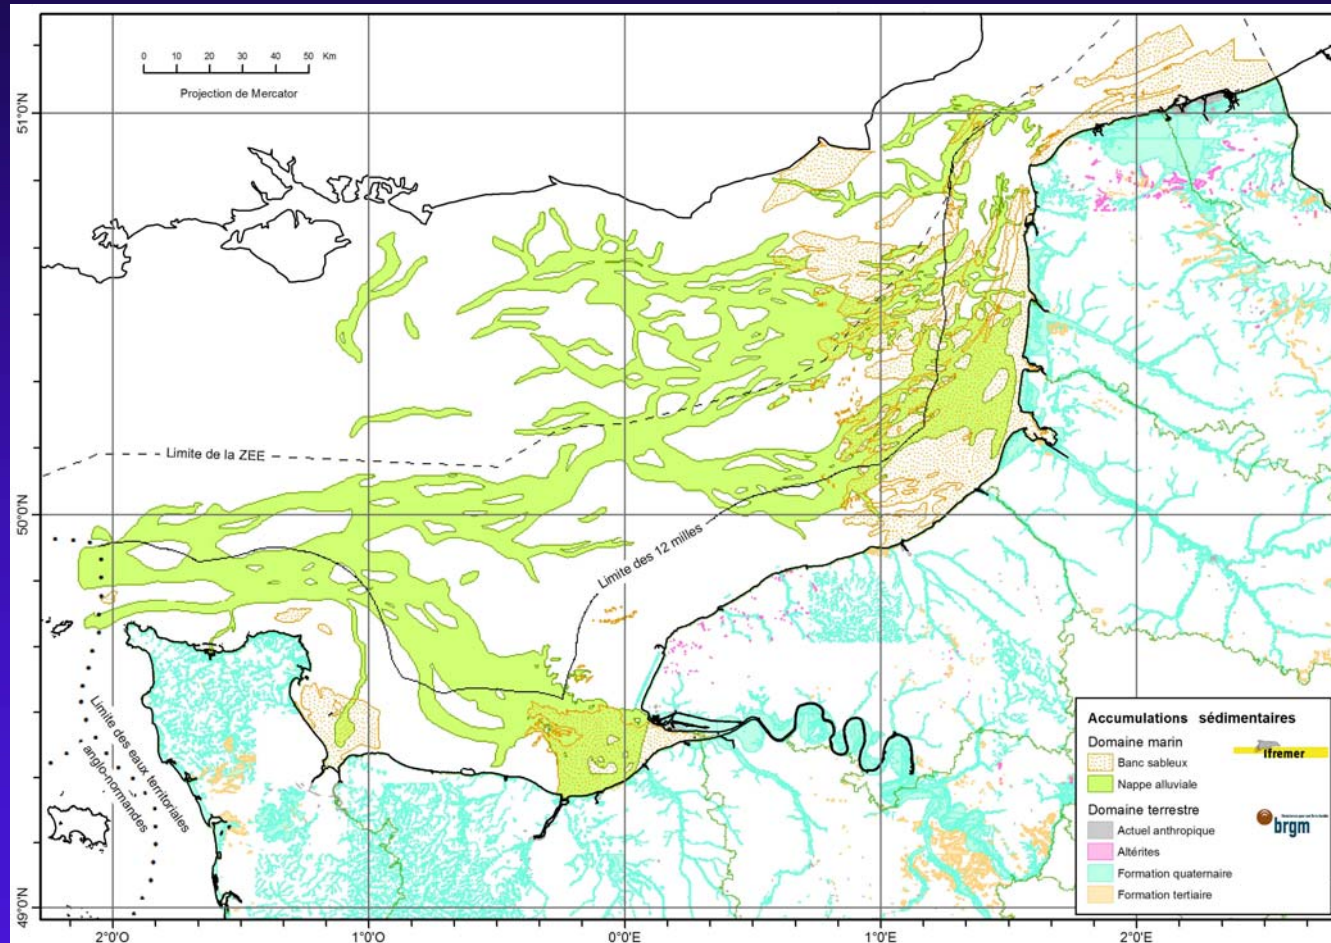 0 10 20 30 40 50 Km
Projection de Mercator
51°0'N
50°0'N
49°0'N
Limite de la ZEE
Limite des 12 milles
Limite des eaux territoriales
anglo-normandes
Accumulations sédimentaires
Domaine marin
Banc sableux
Nappe alluviale
Ifremer
Domaine terrestre
Actuel anthropique
Altérites
Formation quaternaire
Formation tertiaire
brgm
2°0'O 1°0'O 0°0'E 1°0'E 2°0'E